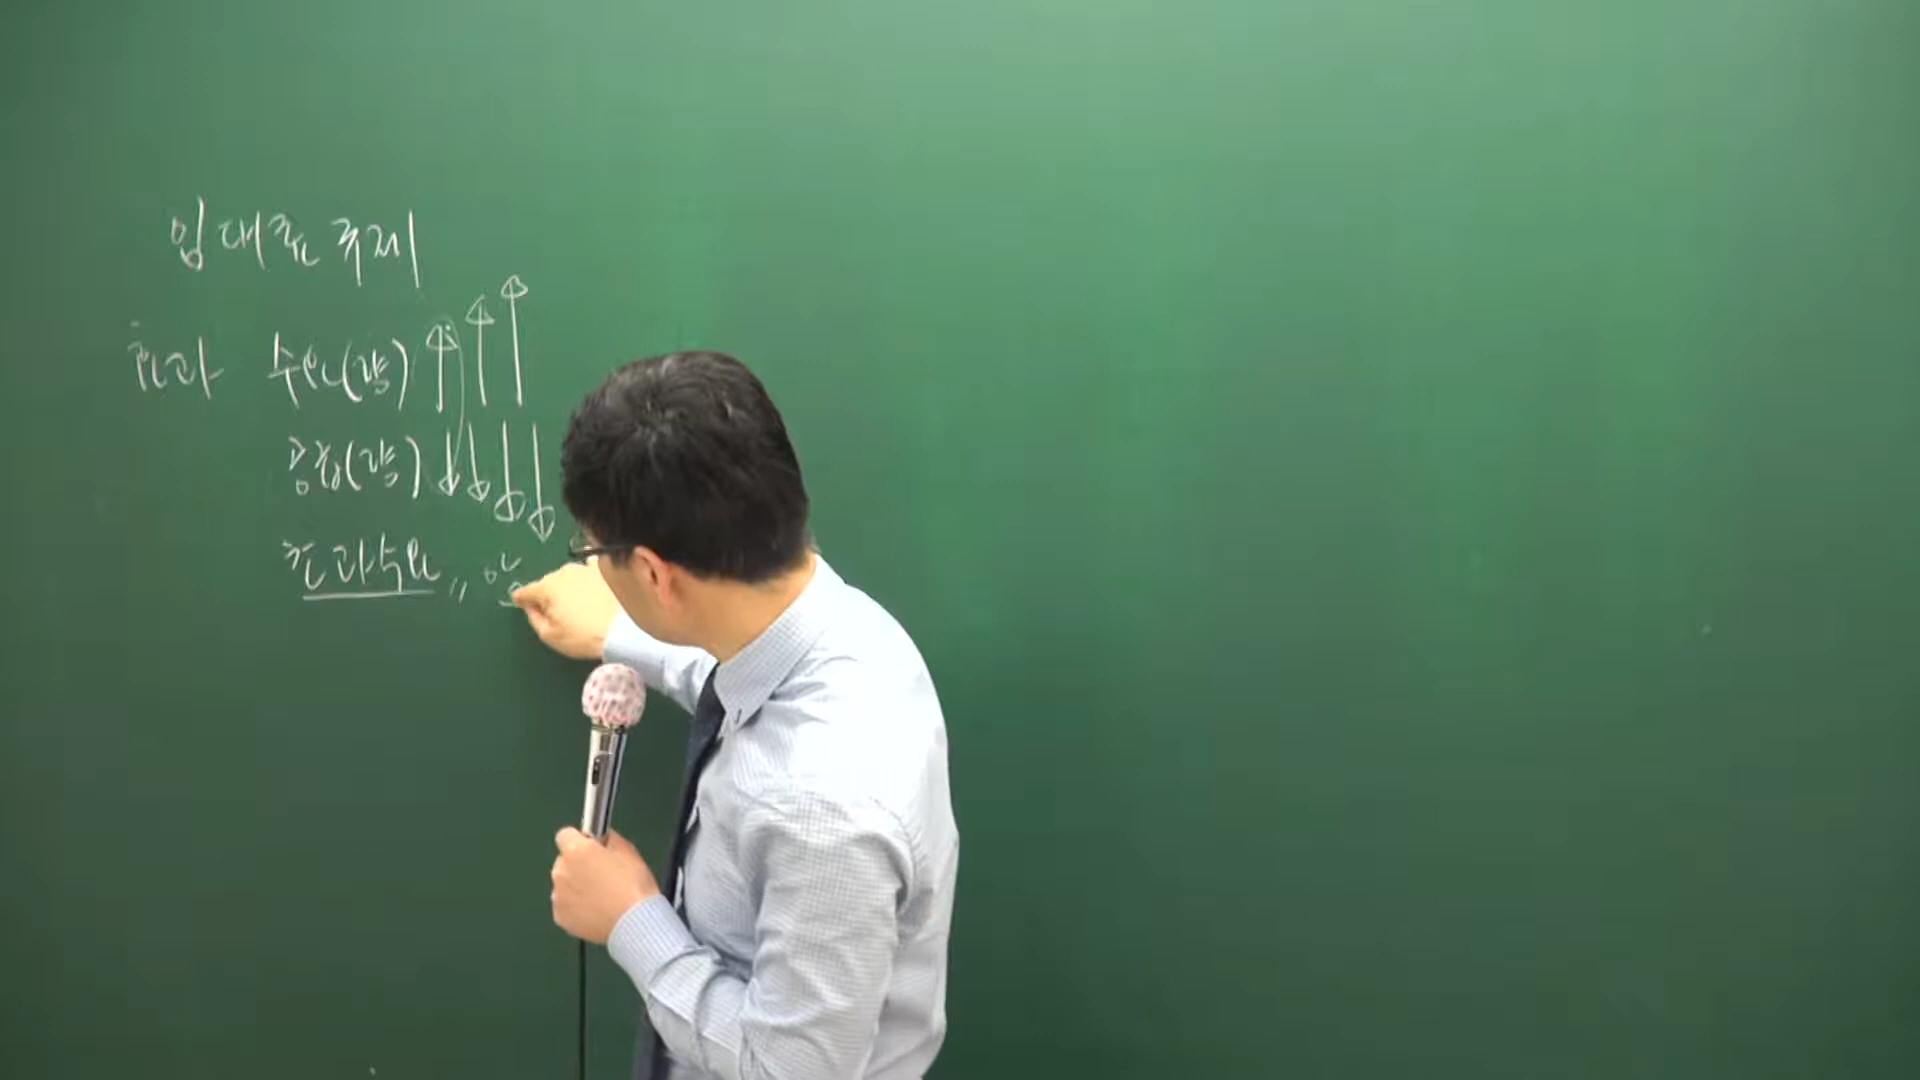 임대료 규제
효과 수요(량)
공급(량)
초과수요 〃